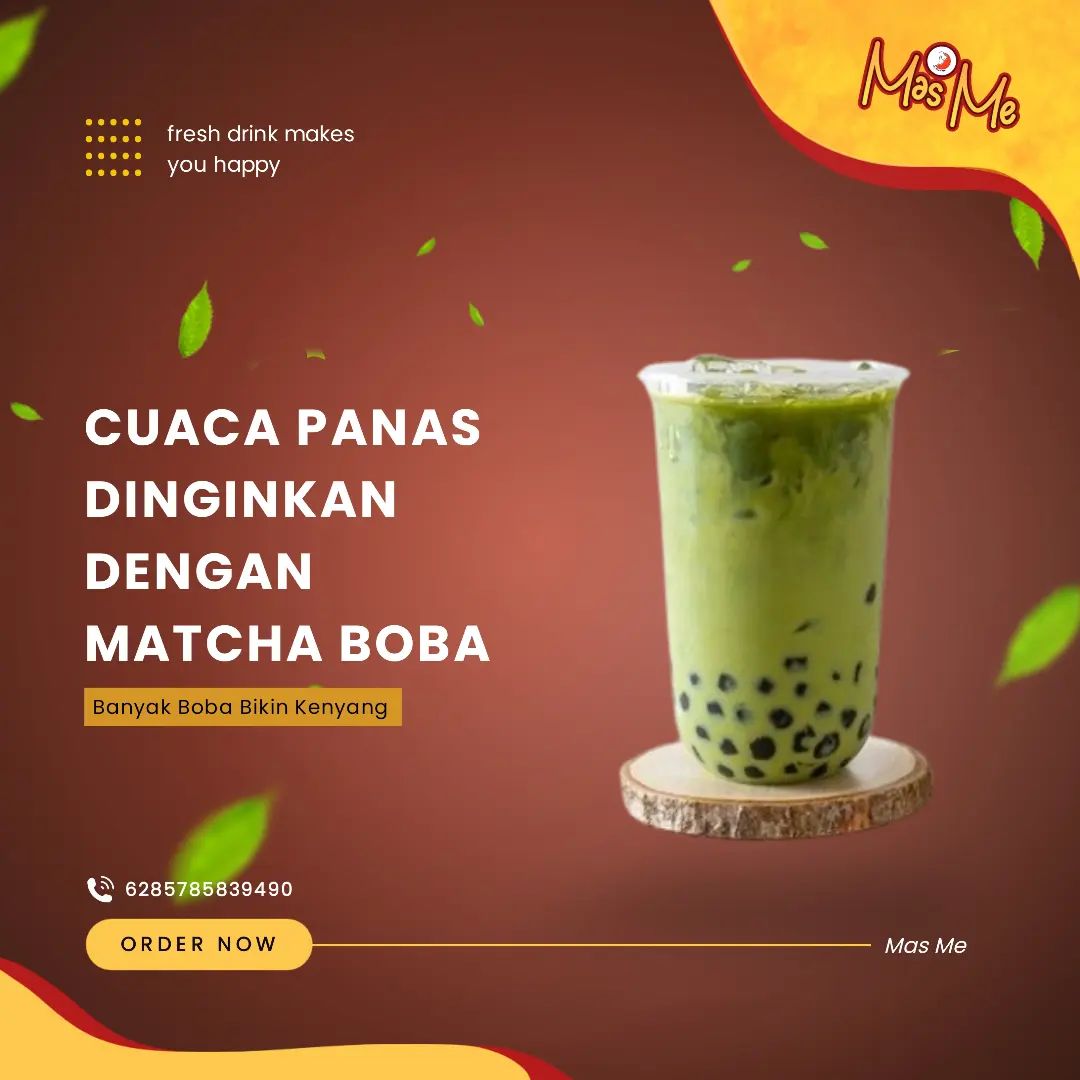 Mas Me
fresh drink makes
you happy
CUACA PANAS
DINGINKAN
DENGAN
MATCHA BOBA
Banyak Boba Bikin Kenyang
6285785839490
ORDER NOW
Mas Me